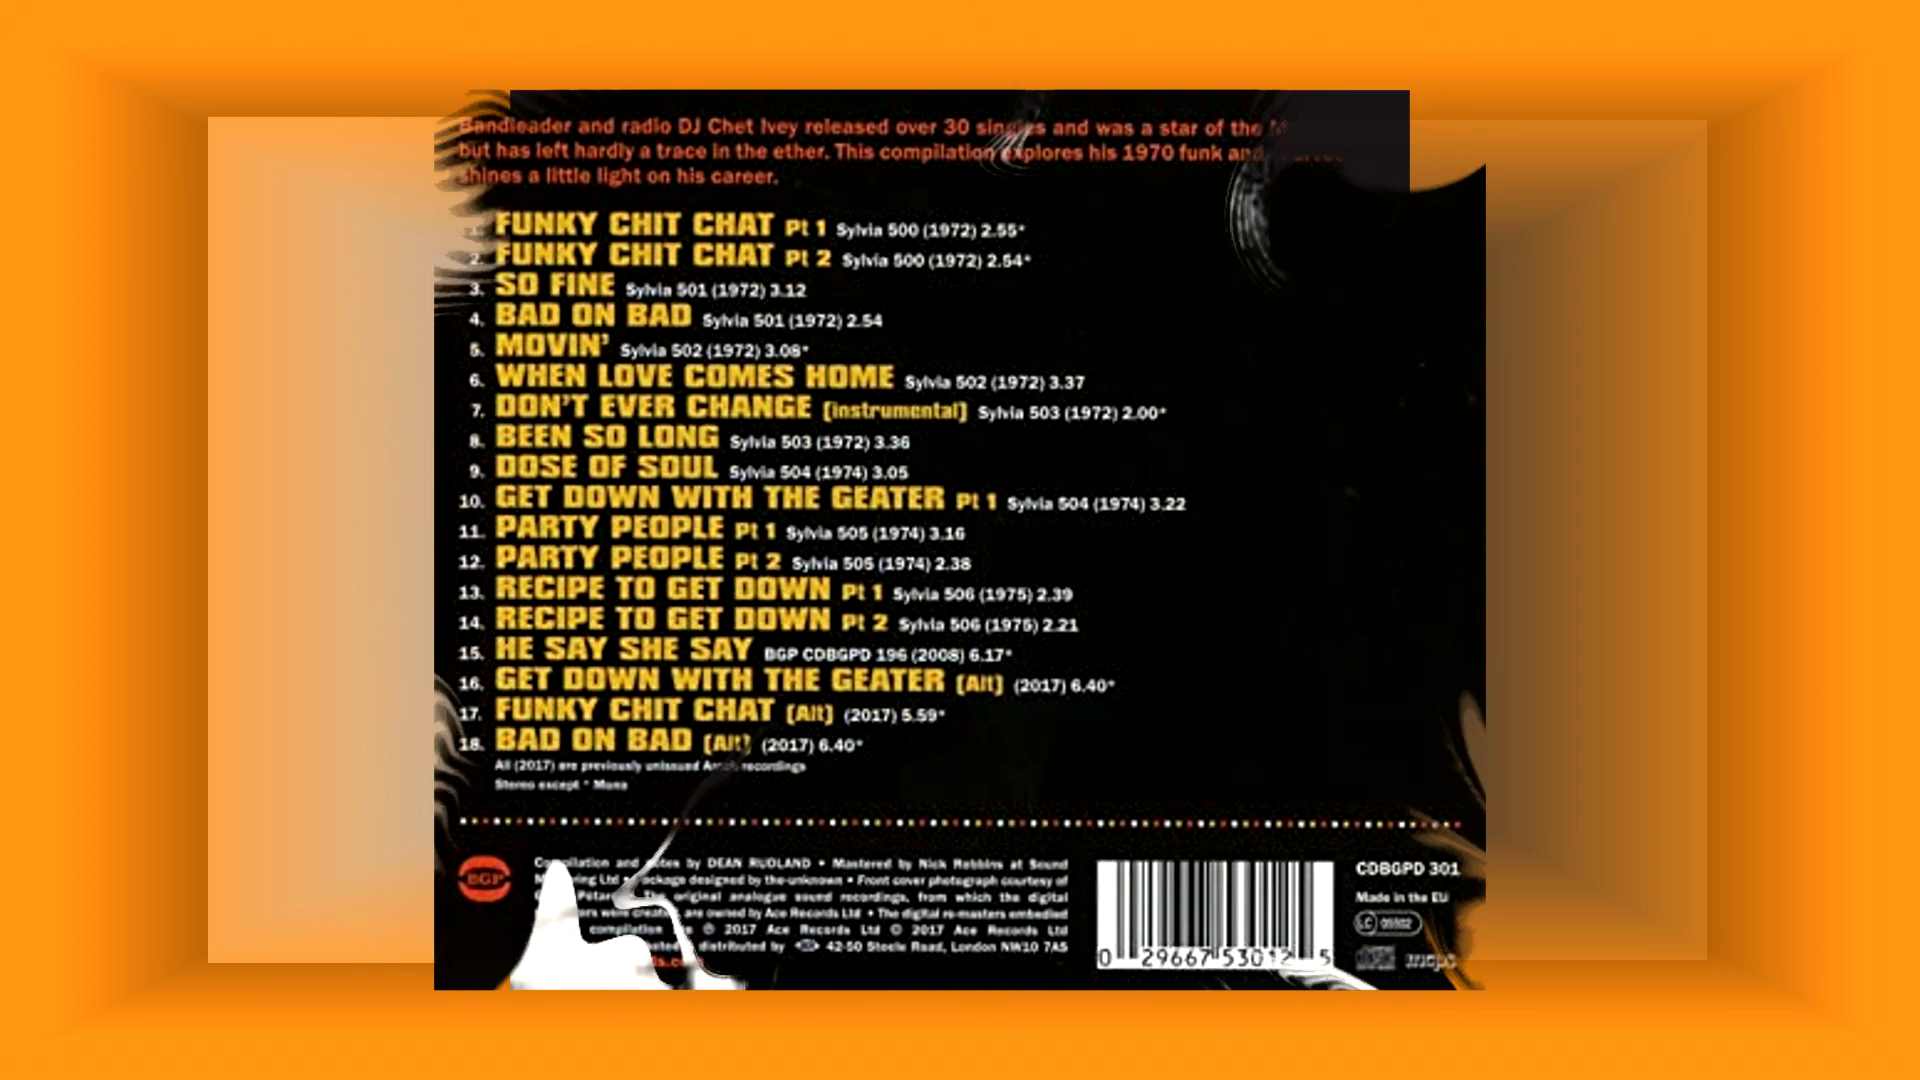 Bandleader and radio DJ Chet Ivey released over 30 singles and was a star of the
but has left hardly a trace in the ether. This compilation explores his 1970 funk and
shines a little light on his career.
1. FUNKY CHIT CHAT Pt 1 Sylvia 500 (1972) 2.55*
2. FUNKY CHIT CHAT Pt 2 Sylvia 500 (1972) 2.54*
3. SO FINE Sylvia 501 (1972) 3.12
4. BAD ON BAD Sylvia 501 (1972) 2.54
5. MOVIN' Sylvia 502 (1972) 3.08*
6. WHEN LOVE COMES HOME Sylvia 502 (1972) 3.37
7. DON'T EVER CHANGE [instrumental] Sylvia 503 (1972) 2.00*
8. BEEN SO LONG Sylvia 503 (1972) 3.36
9. DOSE OF SOUL Sylvia 504 (1974) 3.05
10. GET DOWN WITH THE GEATER Pt 1 Sylvia 504 (1974) 3.22
11. PARTY PEOPLE Pt 1 Sylvia 505 (1974) 3.16
12. PARTY PEOPLE Pt 2 Sylvia 505 (1974) 2.38
13. RECIPE TO GET DOWN Pt 1 Sylvia 506 (1975) 2.39
14. RECIPE TO GET DOWN Pt 2 Sylvia 506 (1975) 2.21
15. HE SAY SHE SAY BGP CDBGPD 196 (2008) 6.17*
16. GET DOWN WITH THE GEATER [Alt] (2017) 6.40*
17. FUNKY CHIT CHAT [Alt] (2017) 5.59*
18. BAD ON BAD [Alt] (2017) 6.40*
All (2017) are previously unissued recordings
Stereo except * Mono
BGP
Compilation and notes by DEAN RUDLAND • Mastered by Nick Robbins at Sound
Ltd • Package designed by the-unknown • Front cover photograph courtesy of
The original analogue sound recordings, from which the digital
were created, are owned by Ace Records Ltd • The digital re-masters embodied
compilation are ℗ 2017 Ace Records Ltd © 2017 Ace Records Ltd
distributed by 42-50 Steele Road, London NW10 7AS
0 29667 53012 5
CDBGPD 301
Made in the EU
LC
mcps